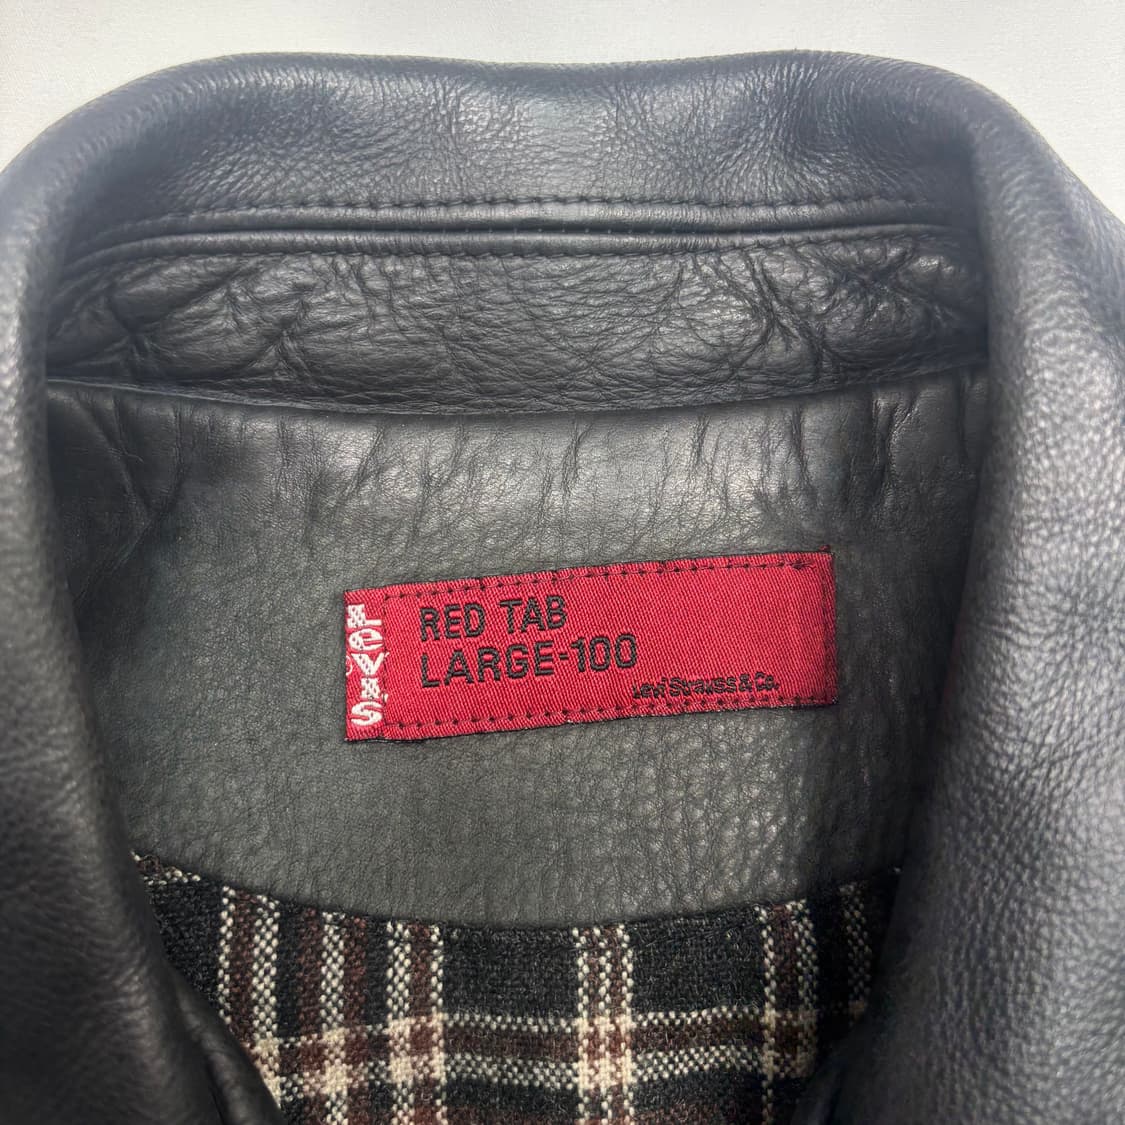 LEVI'S
RED TAB
LARGE-100
Levi Strauss & Co.